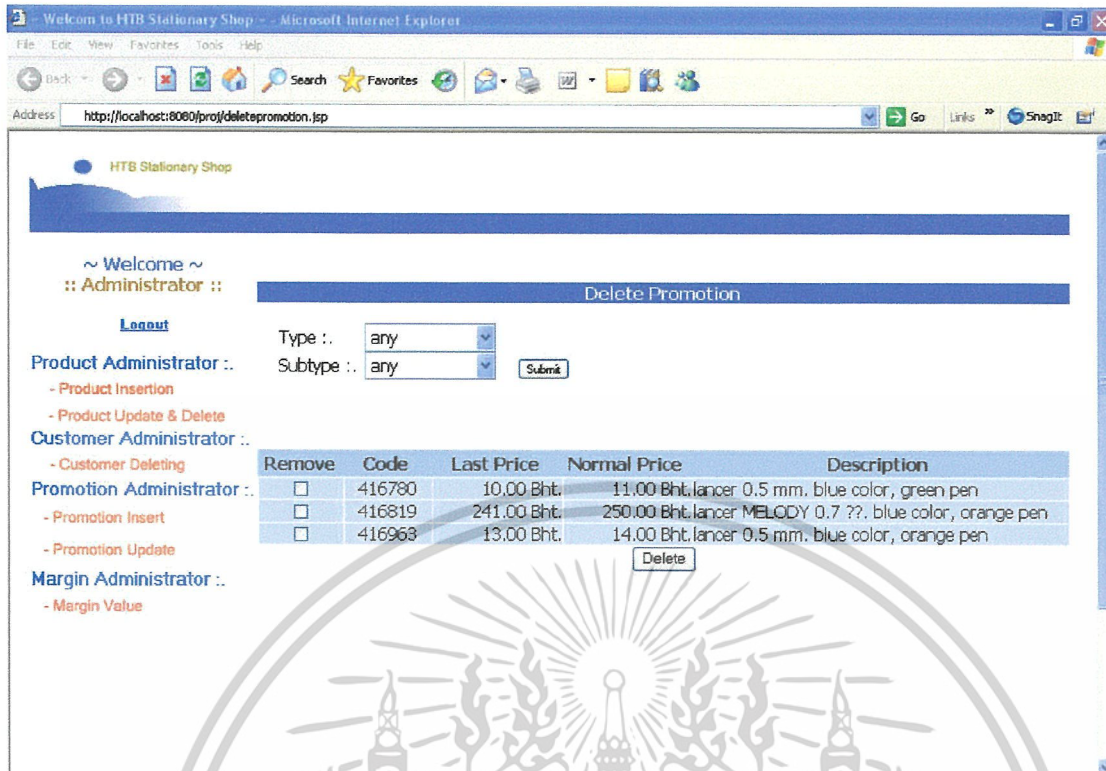 - Welcom to HTB Stationary Shop - - Microsoft Internet Explorer
File Edit View Favorites Tools Help
Back Search Favorites
Address http://localhost:8080/proj/deletepromotion.jsp Go Links » SnagIt
HTB Stationary Shop
~ Welcome ~
:: Administrator ::
Logout
Product Administrator :.
- Product Insertion
- Product Update & Delete
Customer Administrator :.
- Customer Deleting
Promotion Administrator :.
- Promotion Insert
- Promotion Update
Margin Administrator :.
- Margin Value
Delete Promotion
Type :. any
Subtype :. any Submit
Remove Code Last Price Normal Price Description
416780 10.00 Bht. 11.00 Bht. lancer 0.5 mm. blue color, green pen
416819 241.00 Bht. 250.00 Bht. lancer MELODY 0.7 ??. blue color, orange pen
416963 13.00 Bht. 14.00 Bht. lancer 0.5 mm. blue color, orange pen
Delete